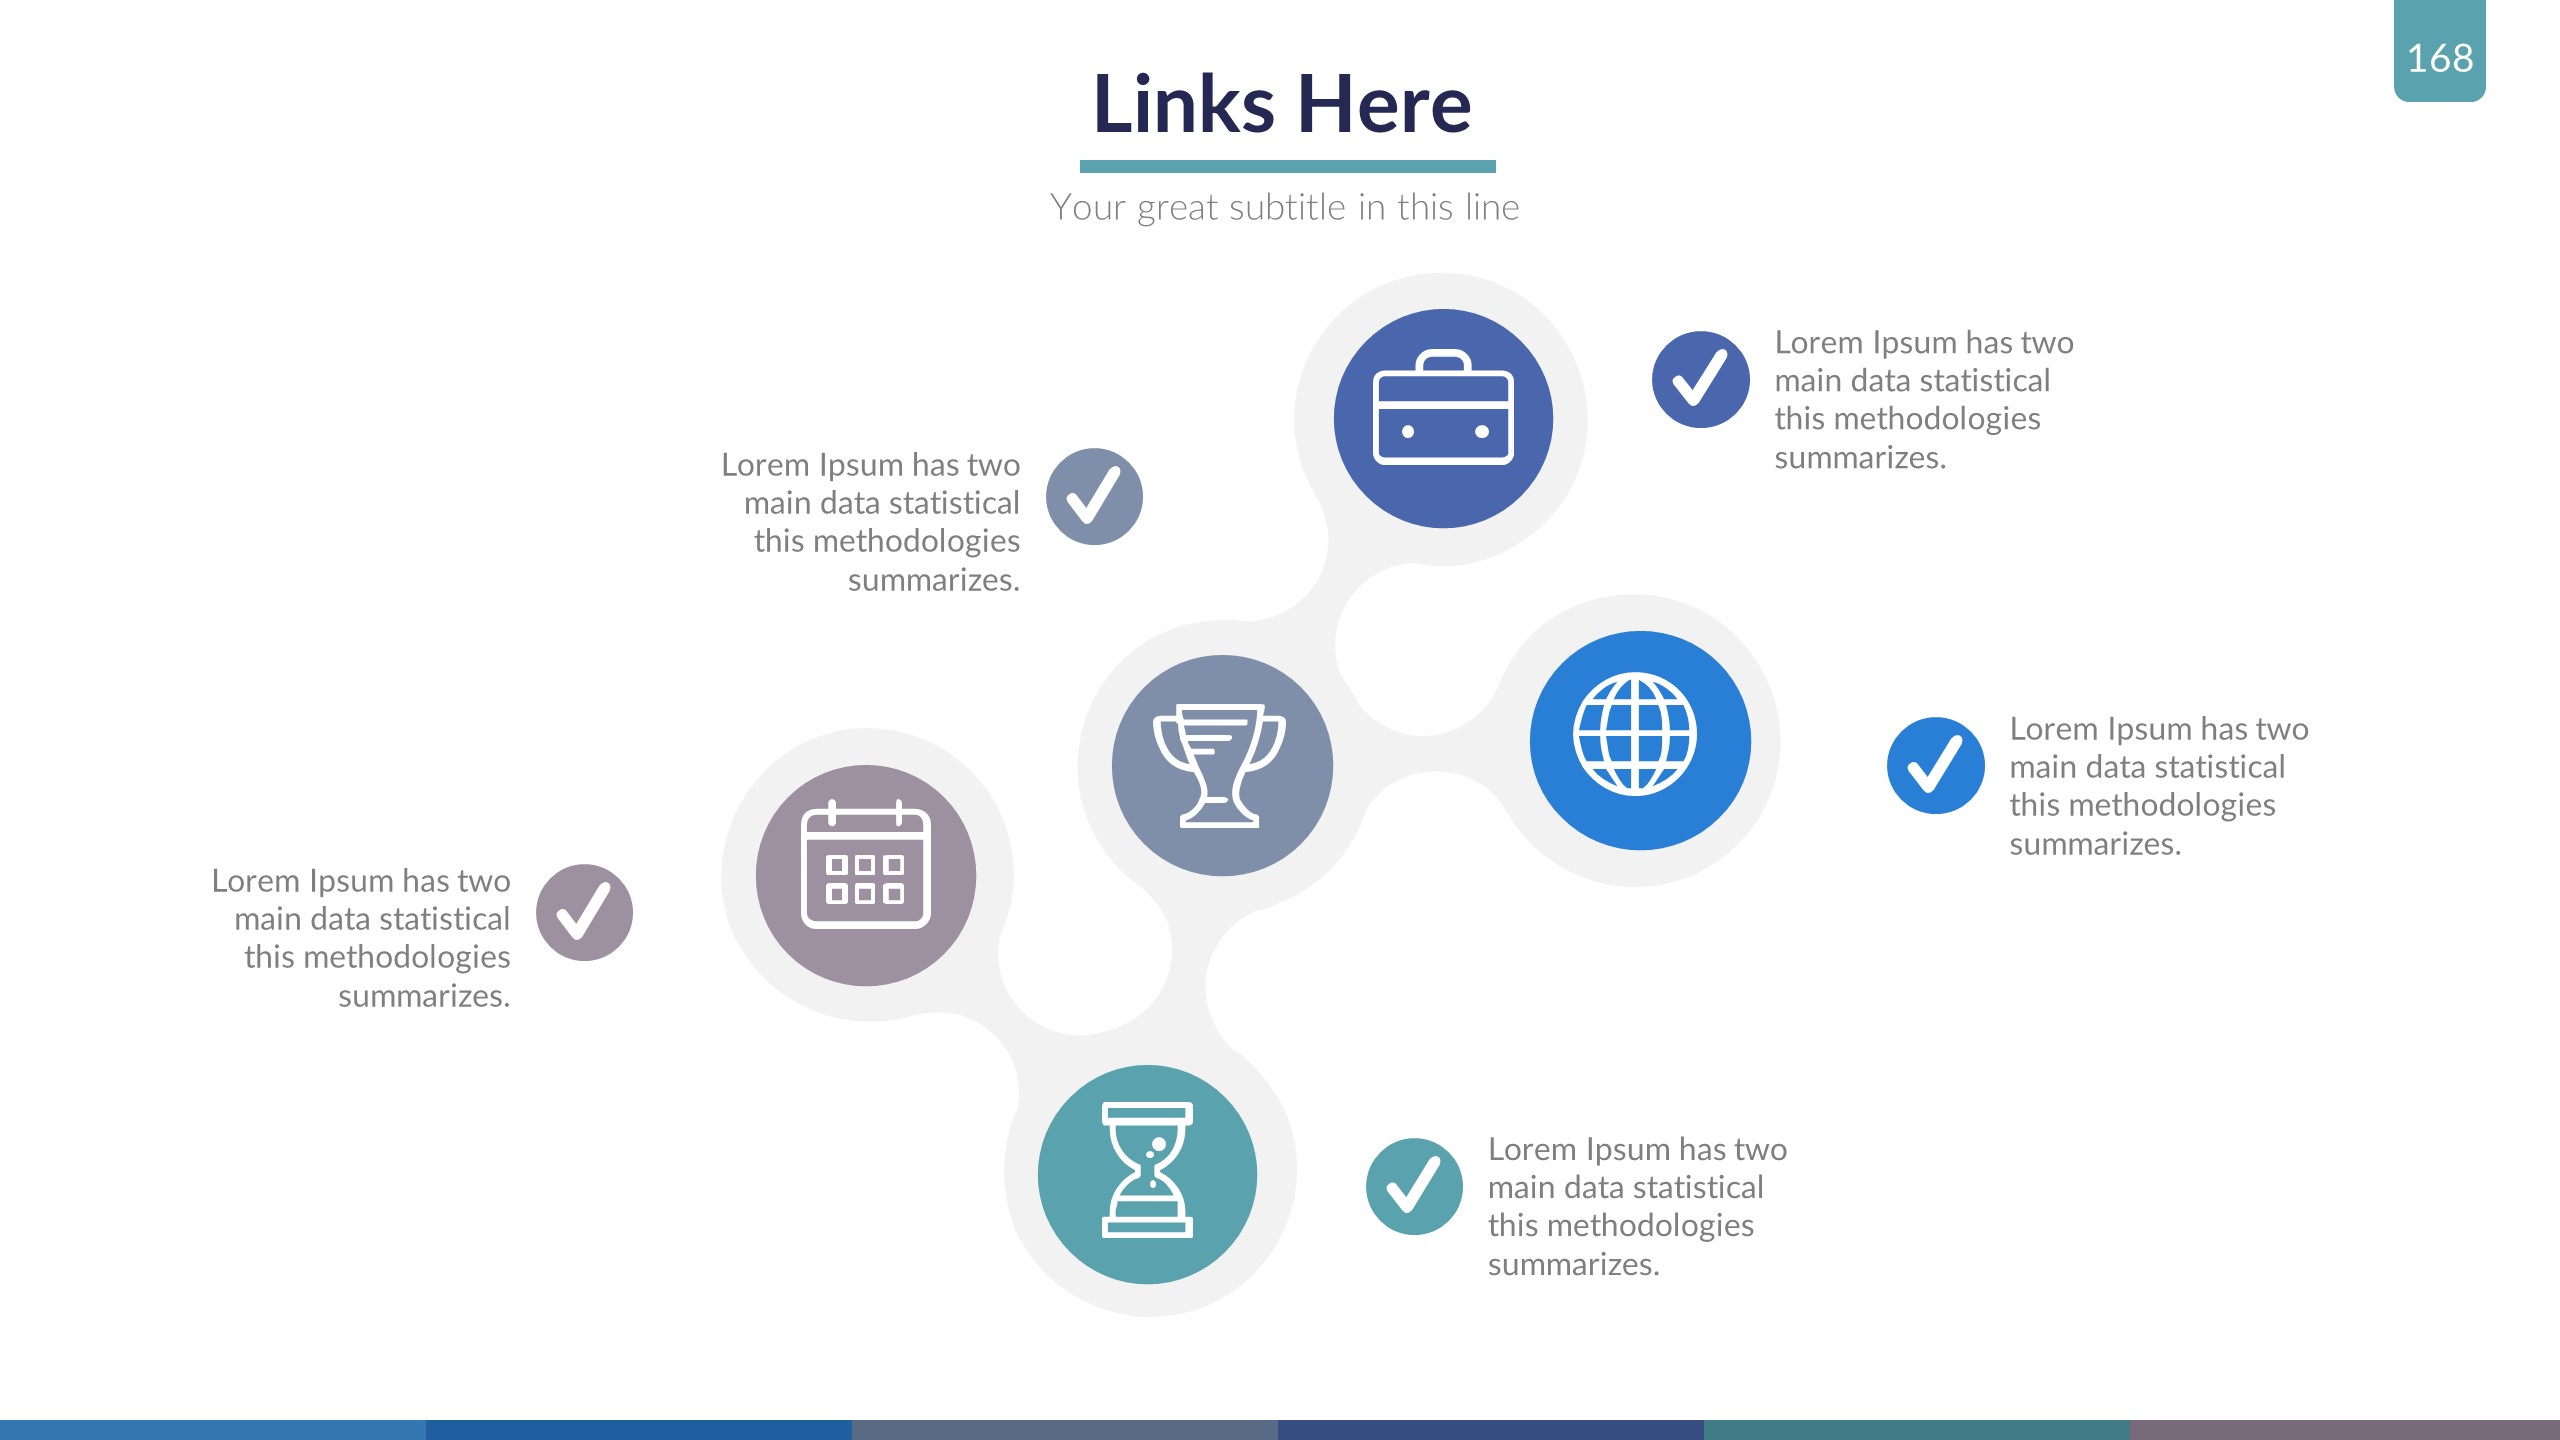 168
Links Here
Your great subtitle in this line
Lorem Ipsum has two
main data statistical
this methodologies
summarizes.
Lorem Ipsum has two
main data statistical
this methodologies
summarizes.
Lorem Ipsum has two
main data statistical
this methodologies
summarizes.
Lorem Ipsum has two
main data statistical
this methodologies
summarizes.
Lorem Ipsum has two
main data statistical
this methodologies
summarizes.